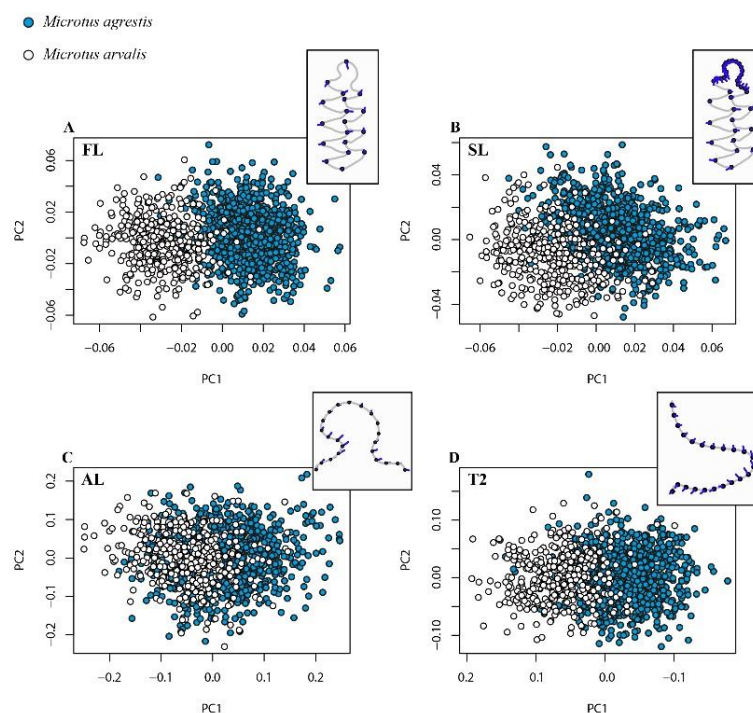 Microtus agrestis
Microtus arvalis
A
FL
PC2
0.06
0.02
−0.02
−0.06
−0.06 −0.02 0.00 0.02 0.04 0.06
PC1
B
SL
PC2
0.04
0.00
−0.04
−0.06 −0.02 0.00 0.02 0.04 0.06
PC1
C
AL
PC2
0.2
0.1
0.0
−0.1
−0.2
−0.2 −0.1 0.0 0.1 0.2
PC1
D
T2
PC2
0.10
0.00
−0.10
0.2 0.1 0.0 −0.1
PC1